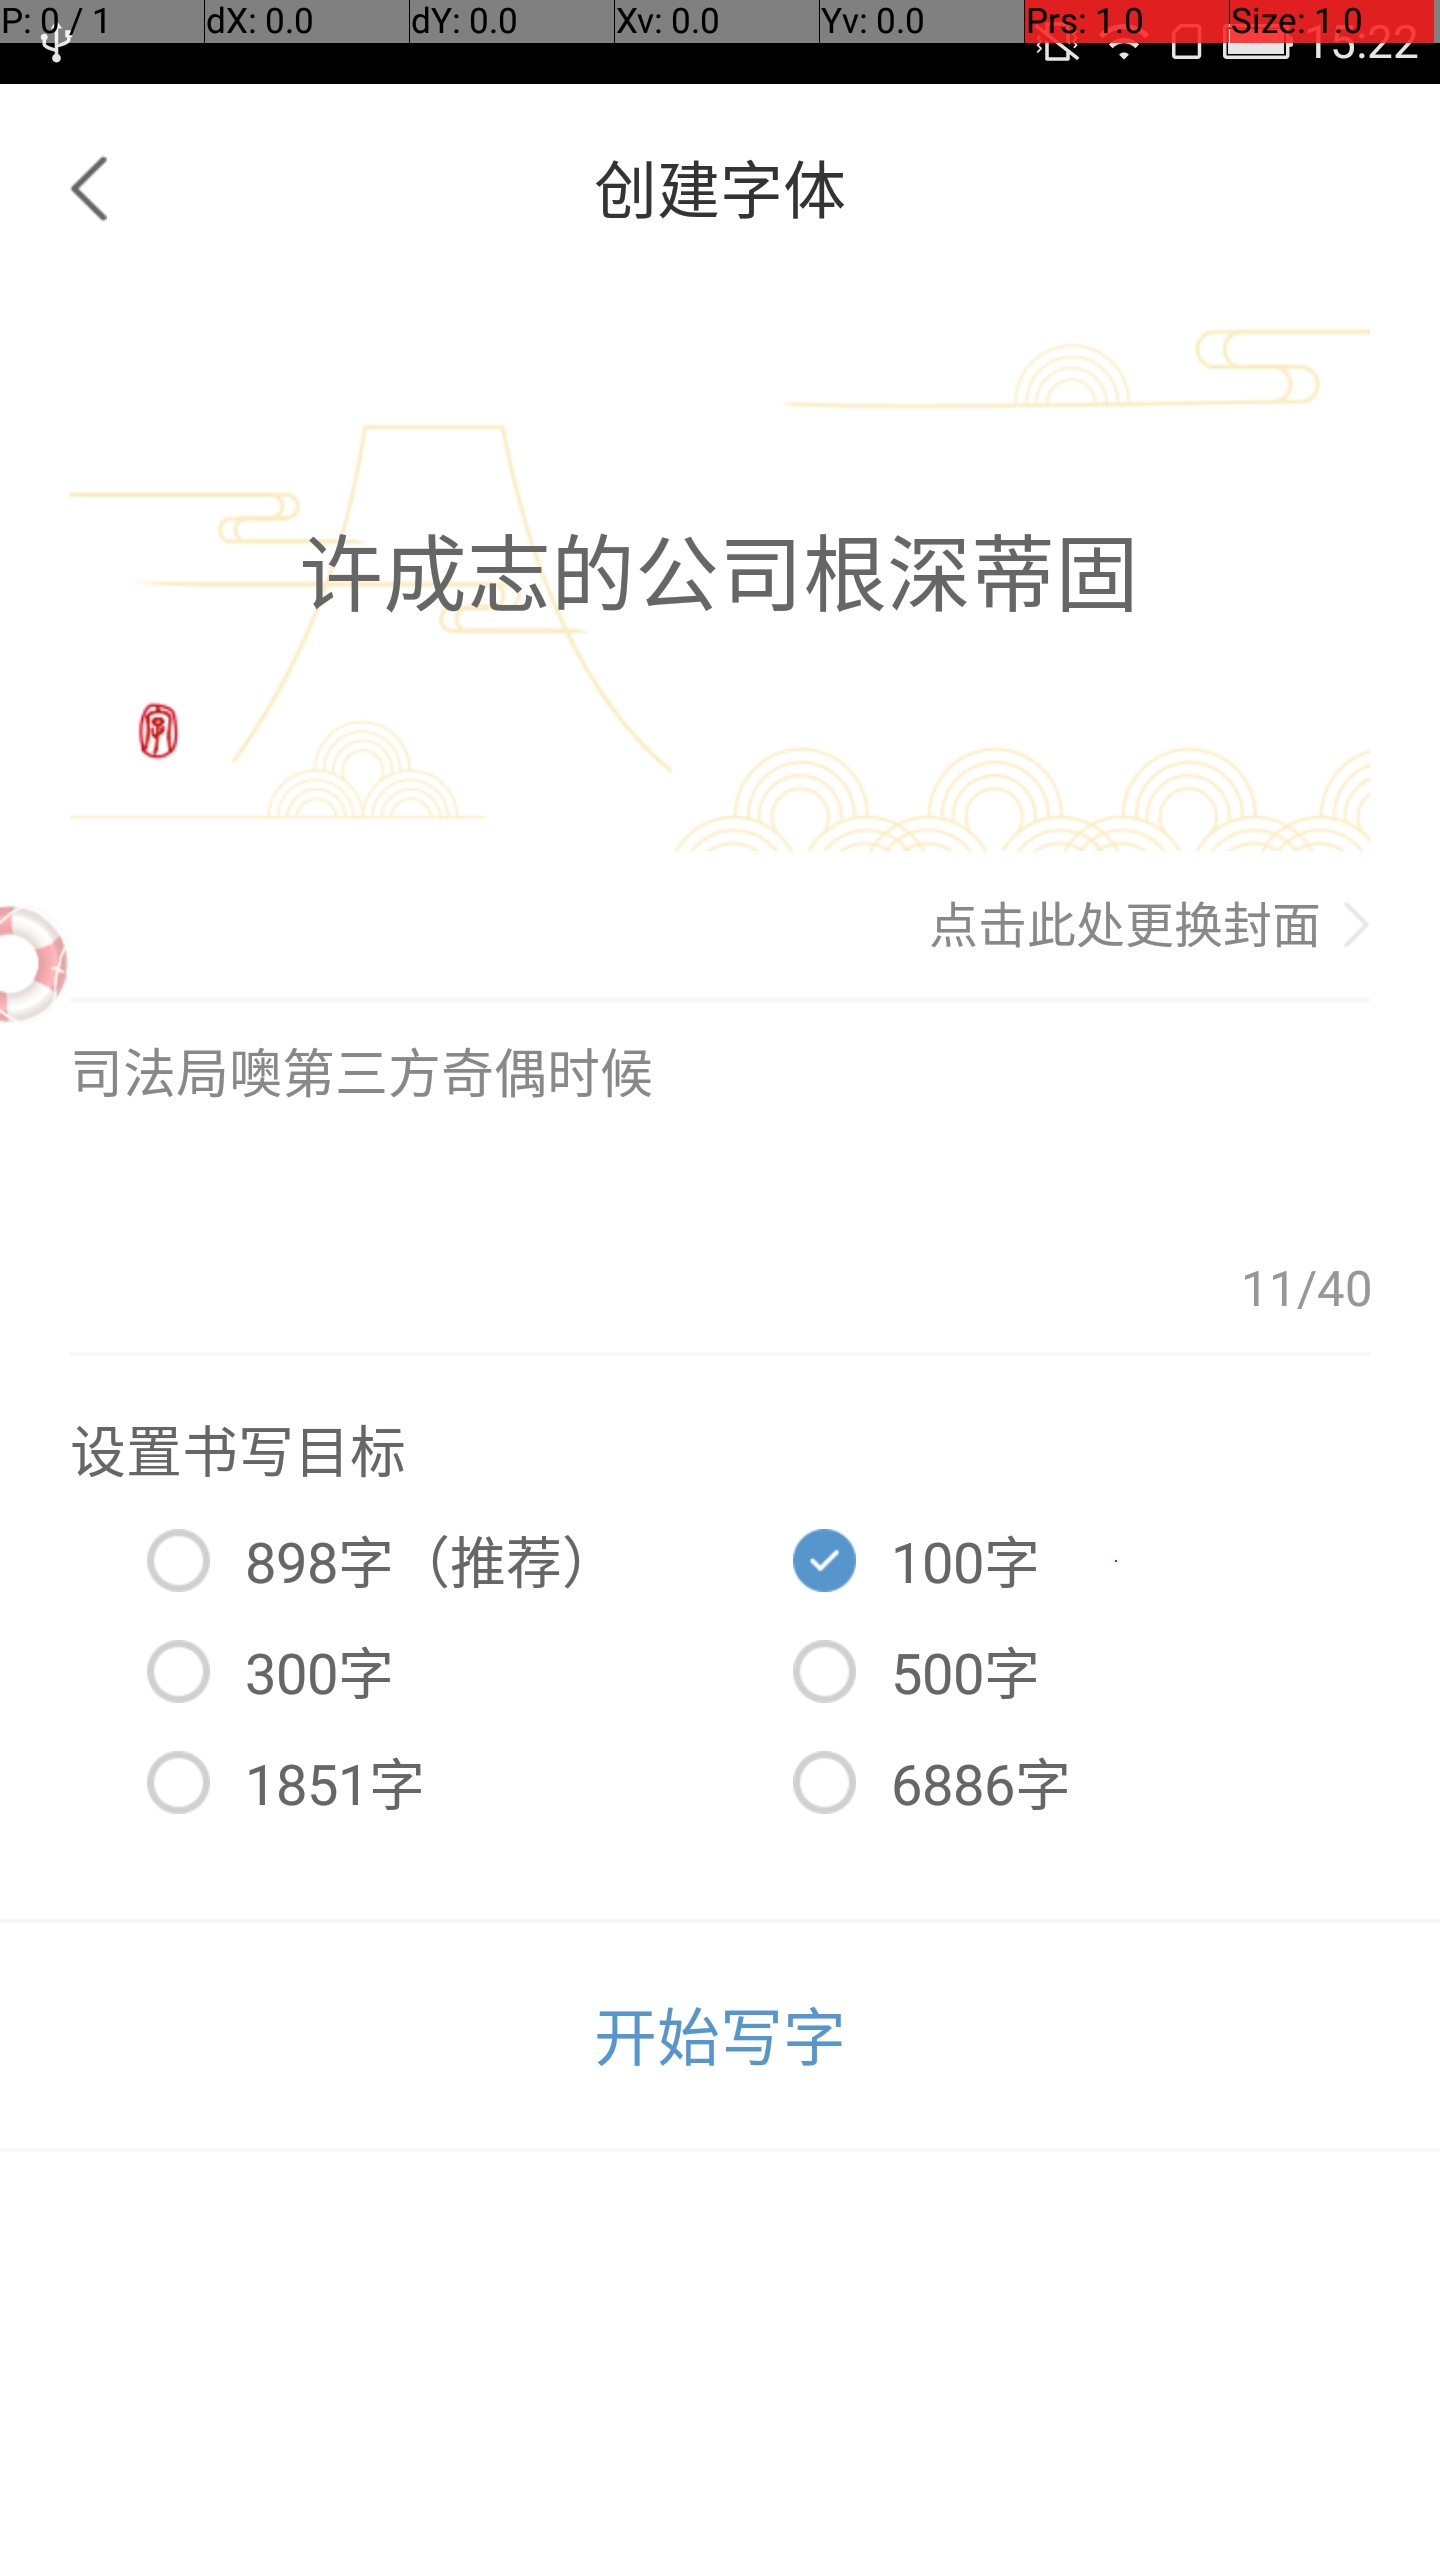 P: 0 / 1 dX: 0.0 dY: 0.0 Xv: 0.0 Yv: 0.0 Prs: 1.0 Size: 1.0
15:22
创建字体
许成志的公司根深蒂固
字
点击此处更换封面
司法局噢第三方奇偶时候
11/40
设置书写目标
898字（推荐） 100字
300字 500字
1851字 6886字
开始写字